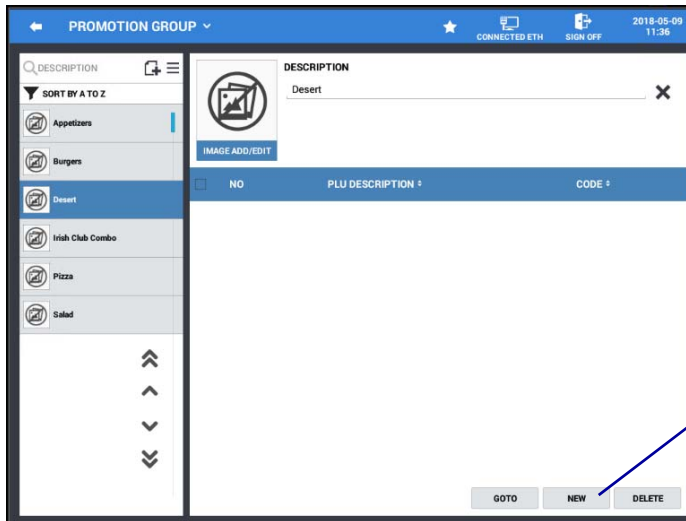 PROMOTION GROUP
CONNECTED ETH
SIGN OFF
2018-05-09
11:36
DESCRIPTION
SORT BY A TO Z
Appetizers
Burgers
Desert
Irish Club Combo
Pizza
Salad
DESCRIPTION
Desert
IMAGE ADD/EDIT
NO PLU DESCRIPTION CODE
GOTO NEW DELETE